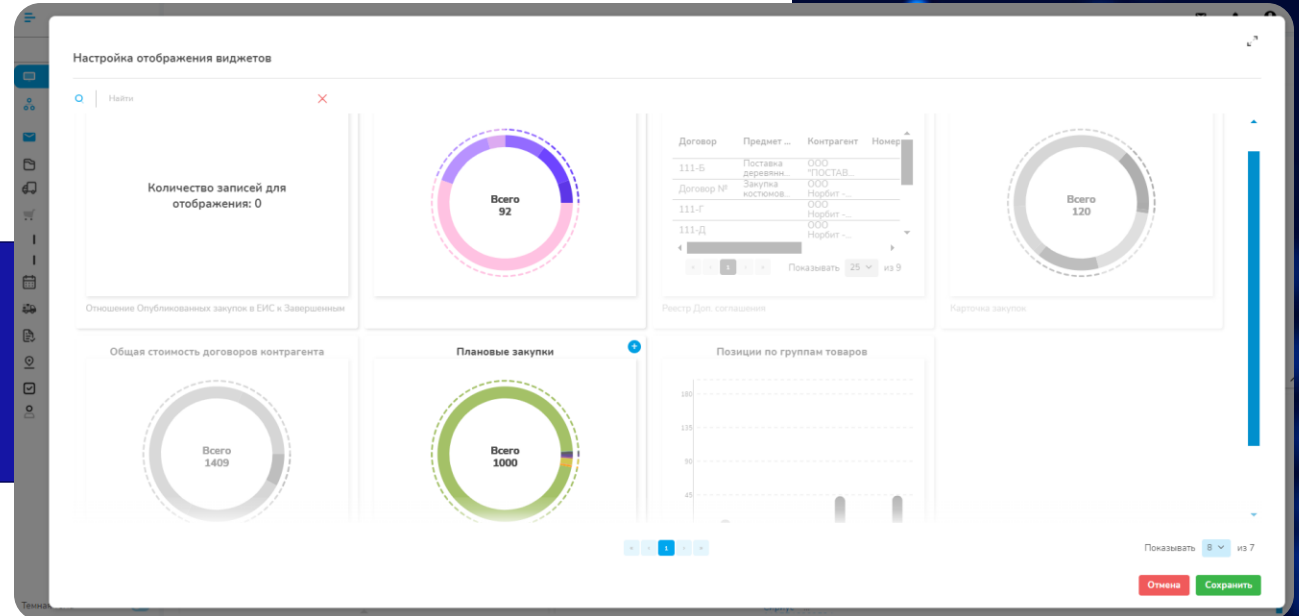 Настройка отображения виджетов
Найти
Количество записей для
отображения: 0
Отношение Опубликованных закупок в ЕИС к Завершенным
Всего
92
Договор Предмет ... Контрагент Номер
111-Б Поставка деревянн... ООО "ПОСТАВ...
Договор № Закупка костюмов... ООО Норбит -...
111-Г ООО Норбит -...
111-Д ООО Норбит -...
« ‹ 1 › » Показывать 25 из 9
Реестр Доп. соглашения
Всего
120
Карточка закупок
Общая стоимость договоров контрагента
Всего
1409
Плановые закупки
Всего
1000
Позиции по группам товаров
180
135
90
45
« ‹ 1 › »
Показывать 8 из 7
Отмена Сохранить